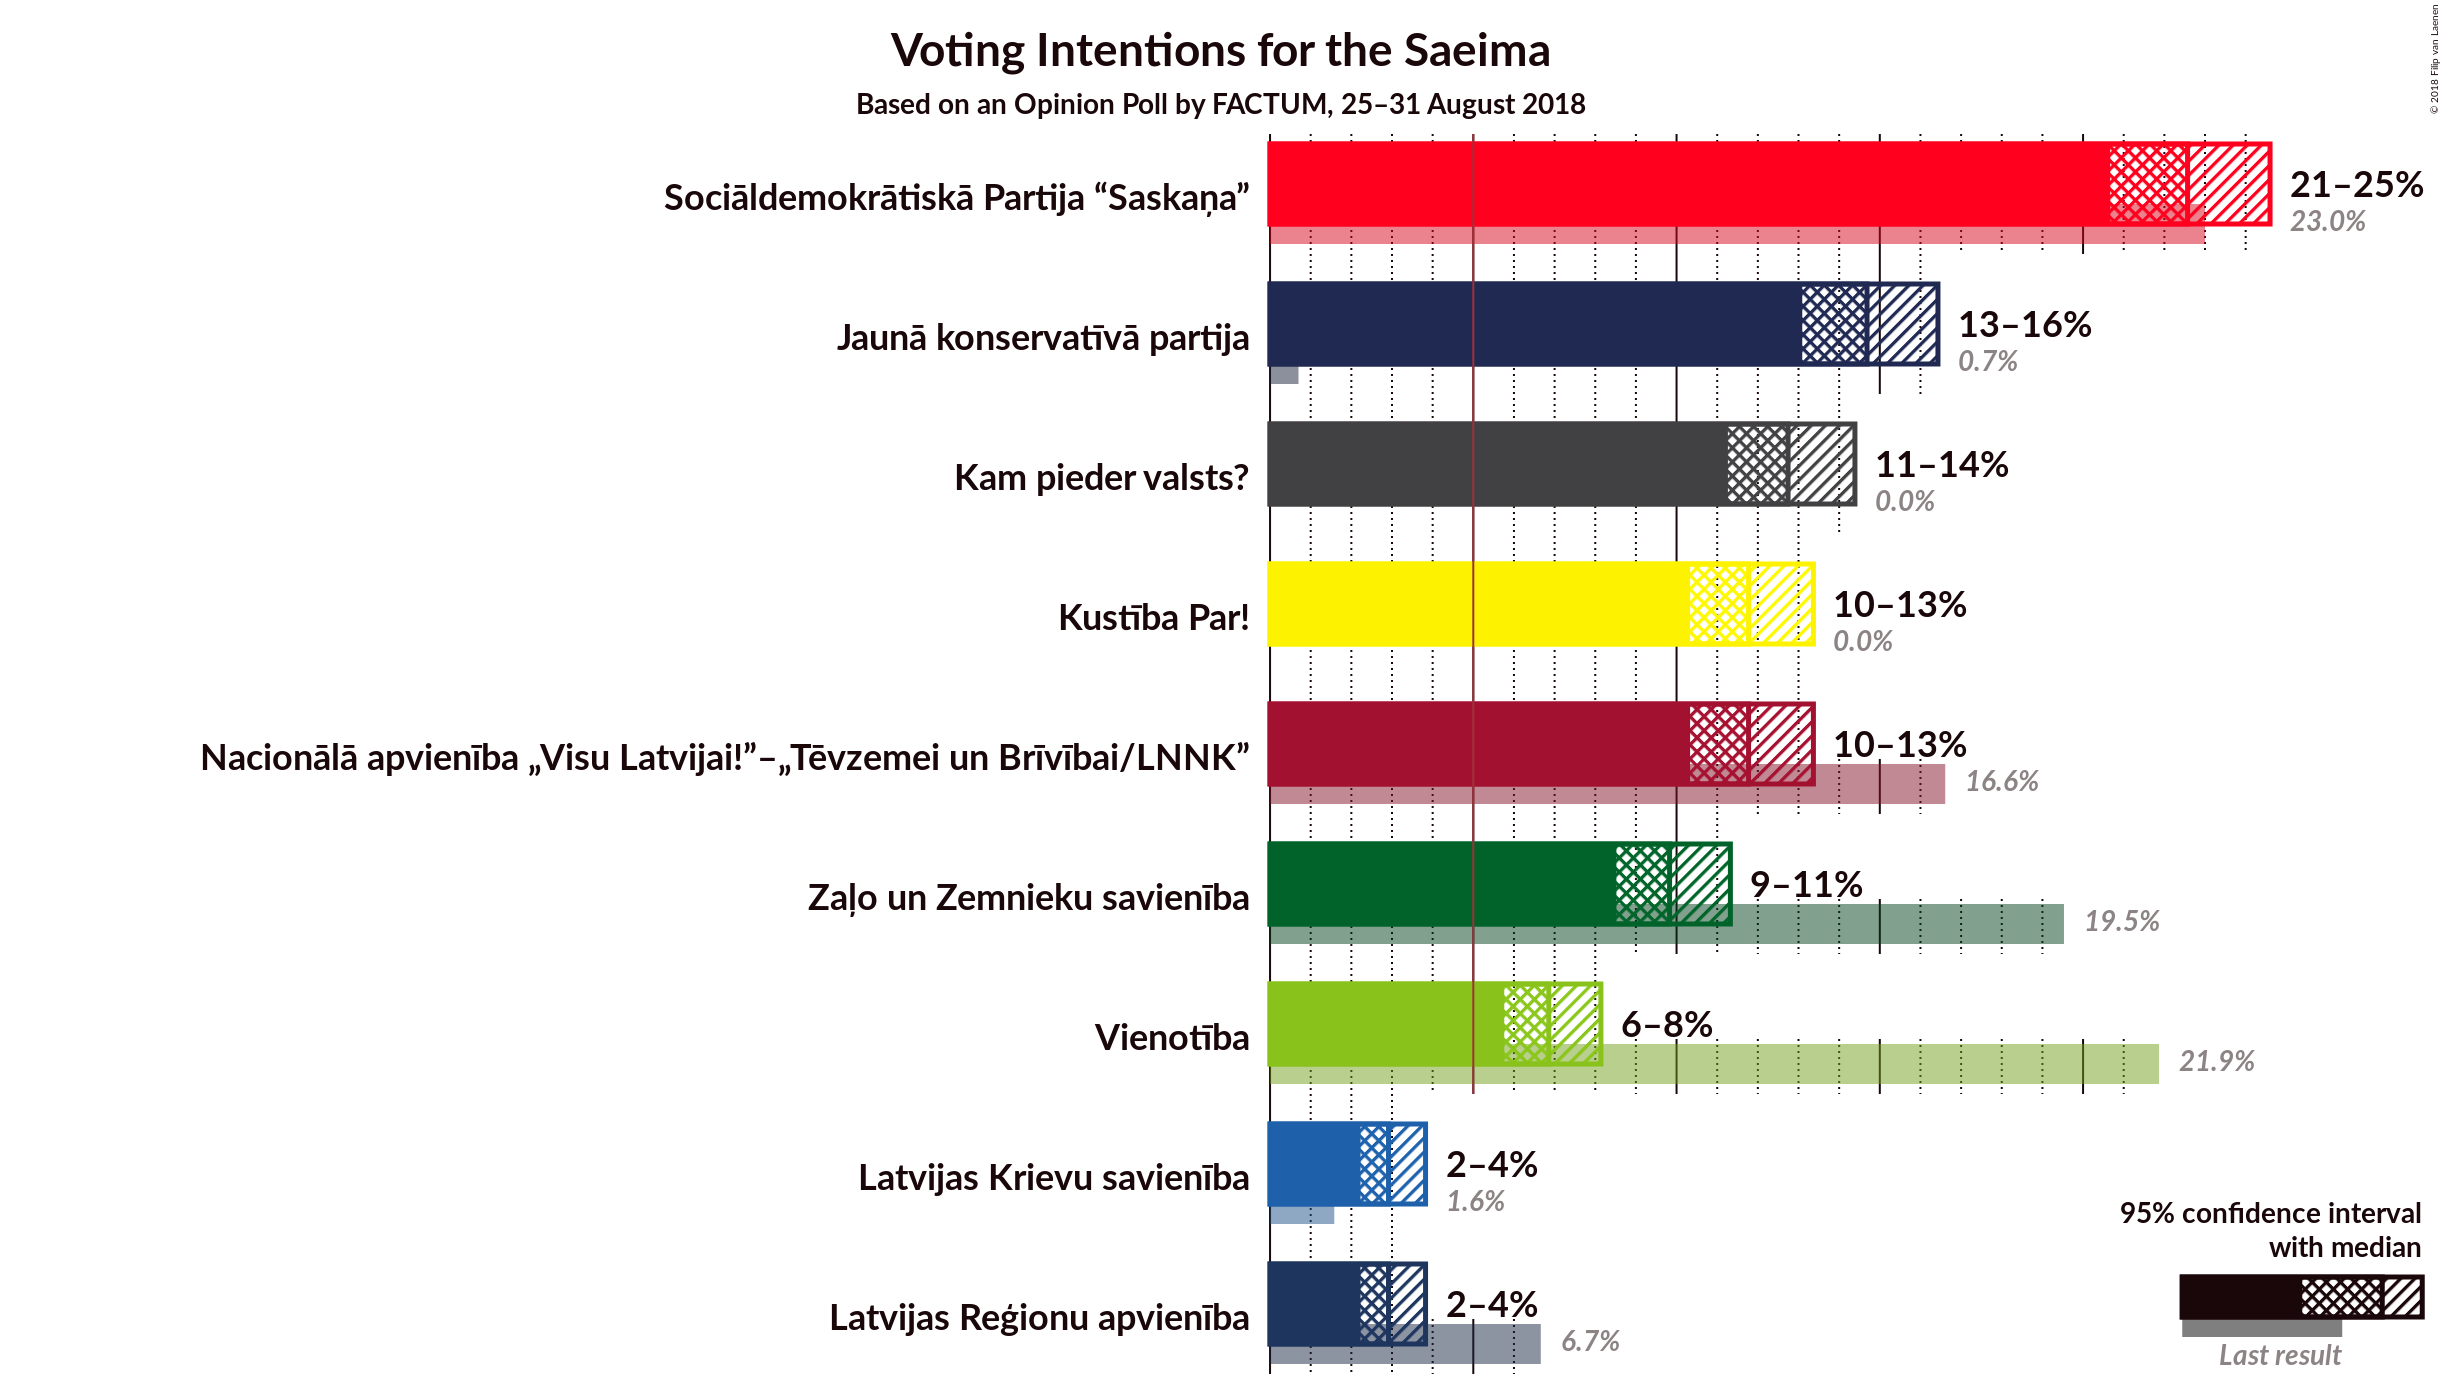 Voting Intentions for the Saeima
Based on an Opinion Poll by FACTUM, 25–31 August 2018
© 2018 Filip van Laenen
Sociāldemokrātiskā Partija “Saskaņa”
21–25%
23.0%
Jaunā konservatīvā partija
13–16%
0.7%
Kam pieder valsts?
11–14%
0.0%
Kustība Par!
10–13%
0.0%
Nacionālā apvienība „Visu Latvijai!”–„Tēvzemei un Brīvībai/LNNK”
10–13%
16.6%
Zaļo un Zemnieku savienība
9–11%
19.5%
Vienotība
6–8%
21.9%
Latvijas Krievu savienība
2–4%
1.6%
Latvijas Reģionu apvienība
2–4%
6.7%
95% confidence interval
with median
Last result